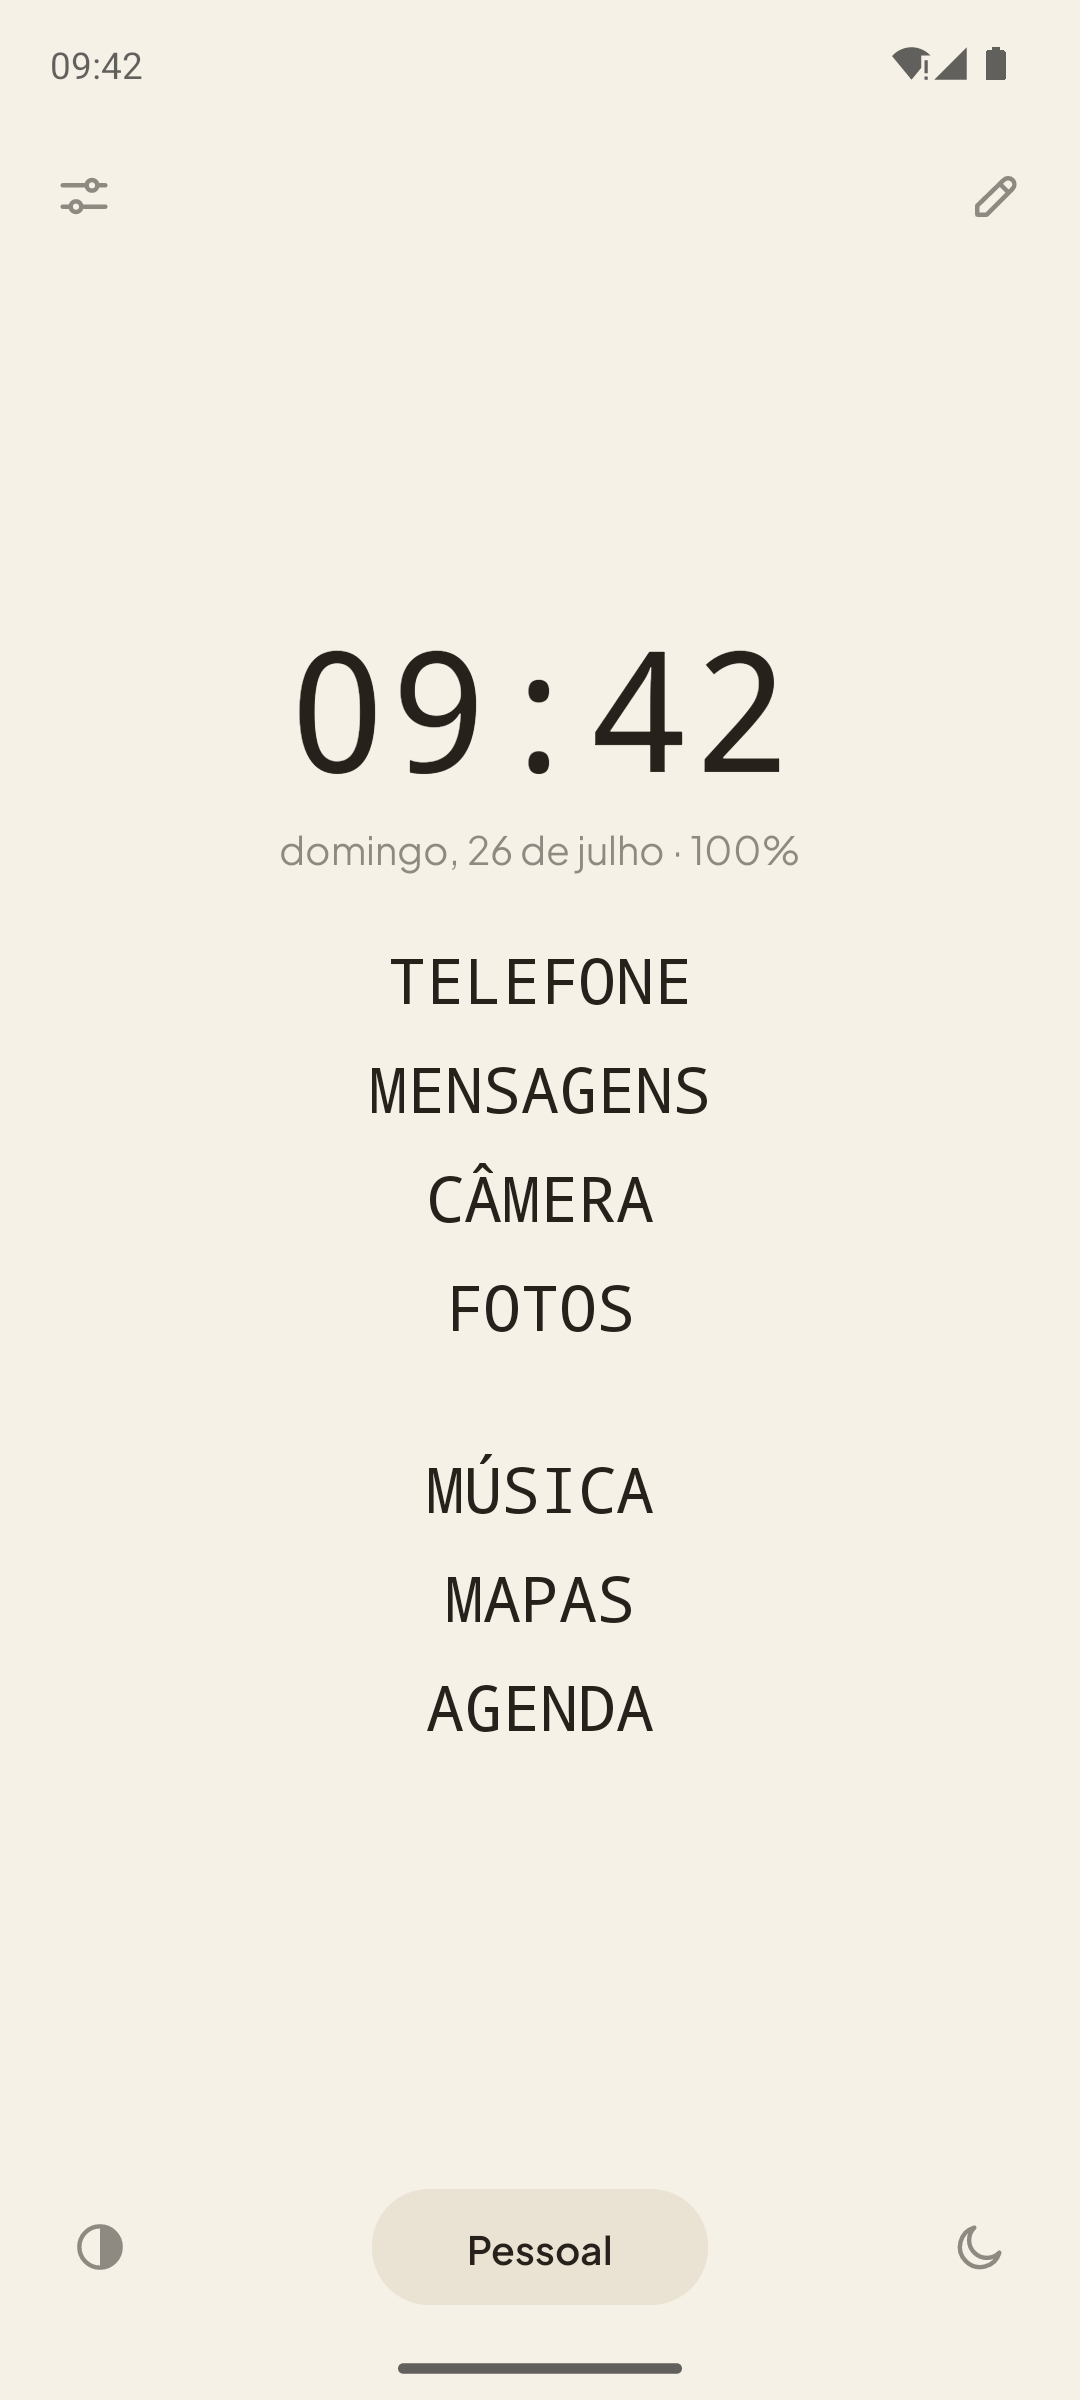 09:42
09:42
domingo, 26 de julho · 100%
TELEFONE
MENSAGENS
CÂMERA
FOTOS
MÚSICA
MAPAS
AGENDA
Pessoal